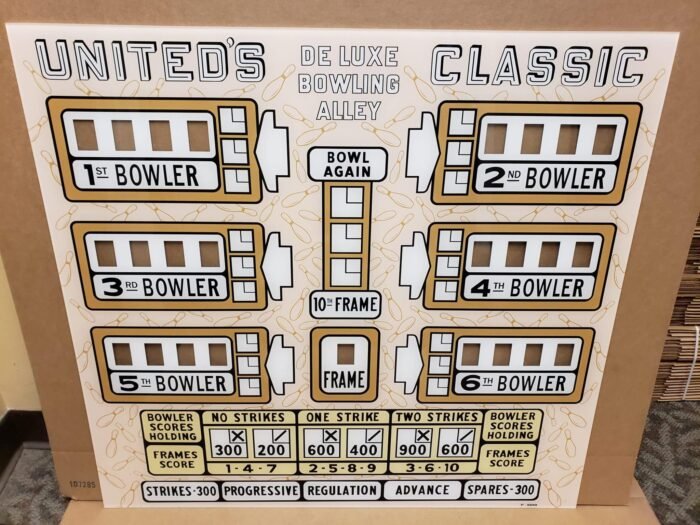 UNITED'S DE LUXE CLASSIC
BOWLING
ALLEY
1ST BOWLER
BOWL
AGAIN
2ND BOWLER
3RD BOWLER
10TH FRAME
4TH BOWLER
5TH BOWLER
FRAME
6TH BOWLER
BOWLER
SCORES
HOLDING
NO STRIKES ONE STRIKE TWO STRIKES
BOWLER
SCORES
HOLDING
300 200 600 400 900 600
FRAMES
SCORE
1-4-7 2-5-8-9 3-6-10
FRAMES
SCORE
STRIKES-300 PROGRESSIVE REGULATION ADVANCE SPARES-300
107285